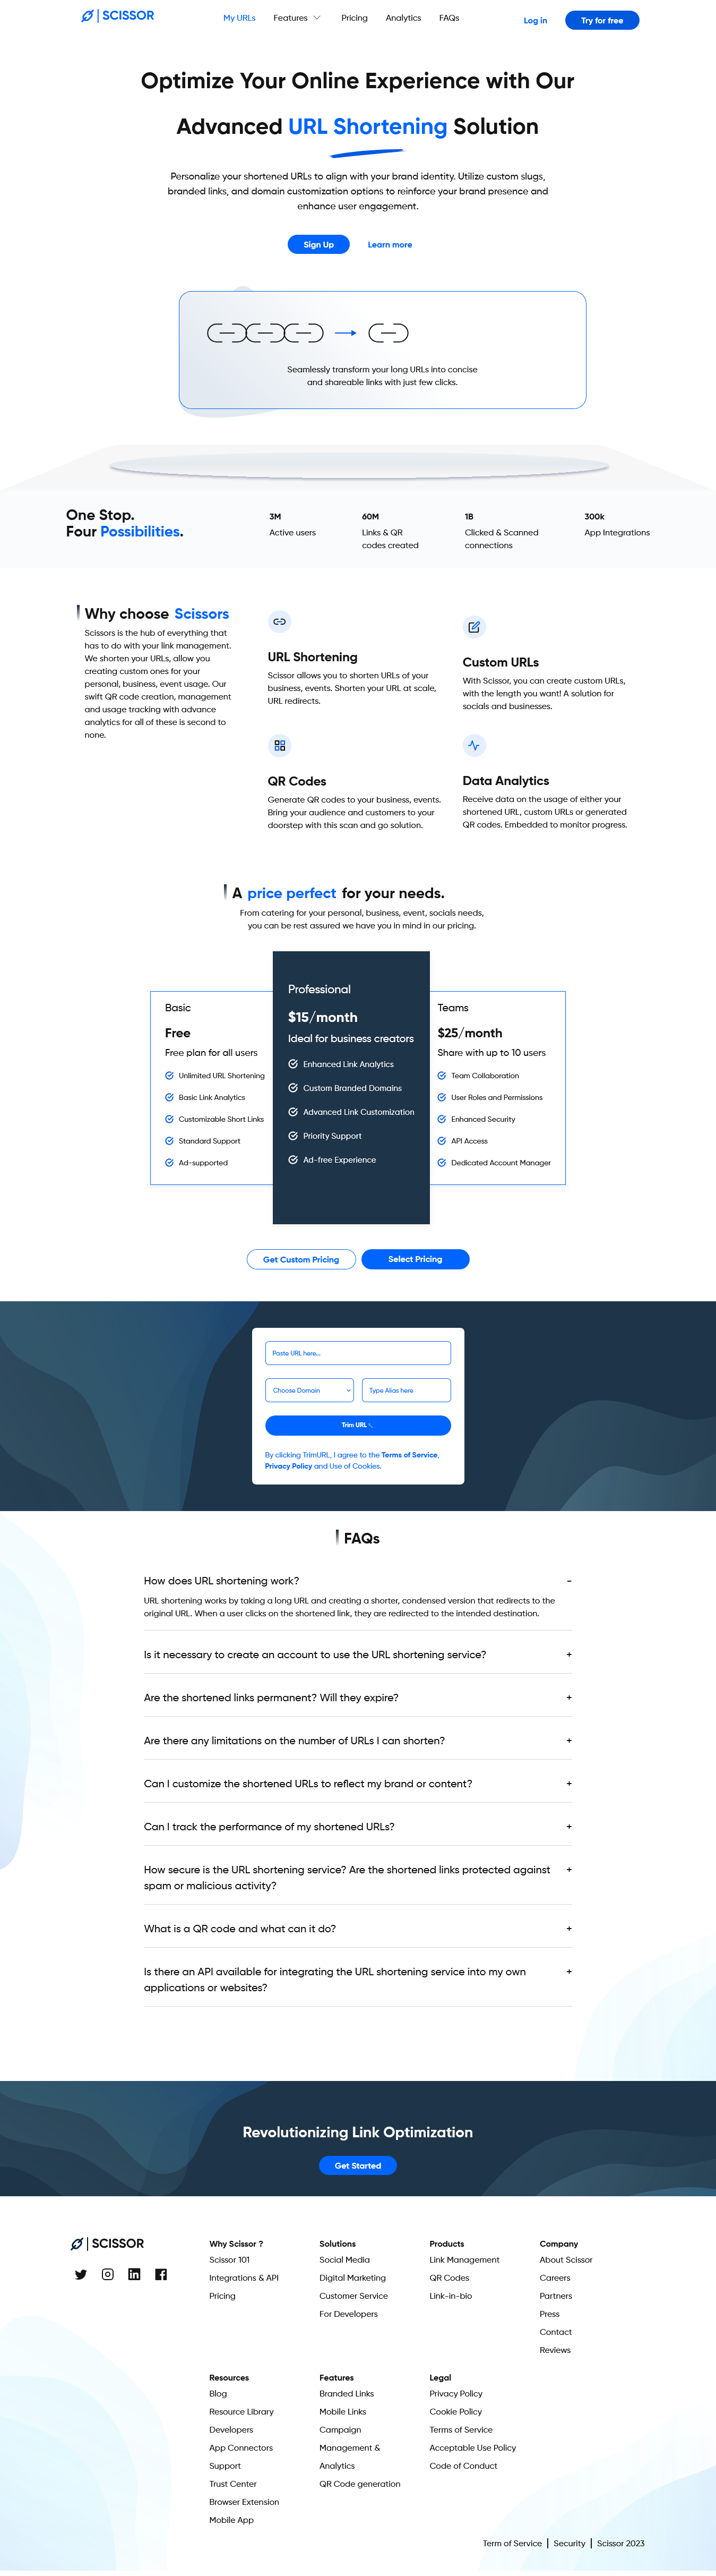 SCISSOR
My URLs
Features
Pricing
Analytics
FAQs
Log in
Try for free
Optimize Your Online Experience with Our
Advanced URL Shortening Solution
Personalize your shortened URLs to align with your brand identity. Utilize custom slugs,
branded links, and domain customization options to reinforce your brand presence and
enhance user engagement.
Sign Up
Learn more
Seamlessly transform your long URLs into concise
and shareable links with just few clicks.
One Stop.
Four Possibilities.
3M
Active users
60M
Links & QR
codes created
1B
Clicked & Scanned
connections
300k
App Integrations
Why choose Scissors
Scissors is the hub of everything that
has to do with your link management.
We shorten your URLs, allow you
creating custom ones for your
personal, business, event usage. Our
swift QR code creation, management
and usage tracking with advance
analytics for all of these is second to
none.
URL Shortening
Scissor allows you to shorten URLs of your
business, events. Shorten your URL at scale,
URL redirects.
Custom URLs
With Scissor, you can create custom URLs,
with the length you want! A solution for
socials and businesses.
QR Codes
Generate QR codes to your business, events.
Bring your audience and customers to your
doorstep with this scan and go solution.
Data Analytics
Receive data on the usage of either your
shortened URL, custom URLs or generated
QR codes. Embedded to monitor progress.
A price perfect for your needs.
From catering for your personal, business, event, socials needs,
you can be rest assured we have you in mind in our pricing.
Basic
Free
Free plan for all users
Unlimited URL Shortening
Basic Link Analytics
Customizable Short Links
Standard Support
Ad-supported
Professional
$15/month
Ideal for business creators
Enhanced Link Analytics
Custom Branded Domains
Advanced Link Customization
Priority Support
Ad-free Experience
Teams
$25/month
Share with up to 10 users
Team Collaboration
User Roles and Permissions
Enhanced Security
API Access
Dedicated Account Manager
Get Custom Pricing
Select Pricing
Paste URL here...
Choose Domain
Type Alias here
Trim URL
By clicking TrimURL, I agree to the Terms of Service,
Privacy Policy and Use of Cookies.
FAQs
How does URL shortening work? -
URL shortening works by taking a long URL and creating a shorter, condensed version that redirects to the
original URL. When a user clicks on the shortened link, they are redirected to the intended destination.
Is it necessary to create an account to use the URL shortening service? +
Are the shortened links permanent? Will they expire? +
Are there any limitations on the number of URLs I can shorten? +
Can I customize the shortened URLs to reflect my brand or content? +
Can I track the performance of my shortened URLs? +
How secure is the URL shortening service? Are the shortened links protected against +
spam or malicious activity?
What is a QR code and what can it do? +
Is there an API available for integrating the URL shortening service into my own +
applications or websites?
Revolutionizing Link Optimization
Get Started
SCISSOR
Why Scissor ?
Scissor 101
Integrations & API
Pricing
Solutions
Social Media
Digital Marketing
Customer Service
For Developers
Products
Link Management
QR Codes
Link-in-bio
Company
About Scissor
Careers
Partners
Press
Contact
Reviews
Resources
Blog
Resource Library
Developers
App Connectors
Support
Trust Center
Browser Extension
Mobile App
Features
Branded Links
Mobile Links
Campaign
Management &
Analytics
QR Code generation
Legal
Privacy Policy
Cookie Policy
Terms of Service
Acceptable Use Policy
Code of Conduct
Term of Service | Security | Scissor 2023